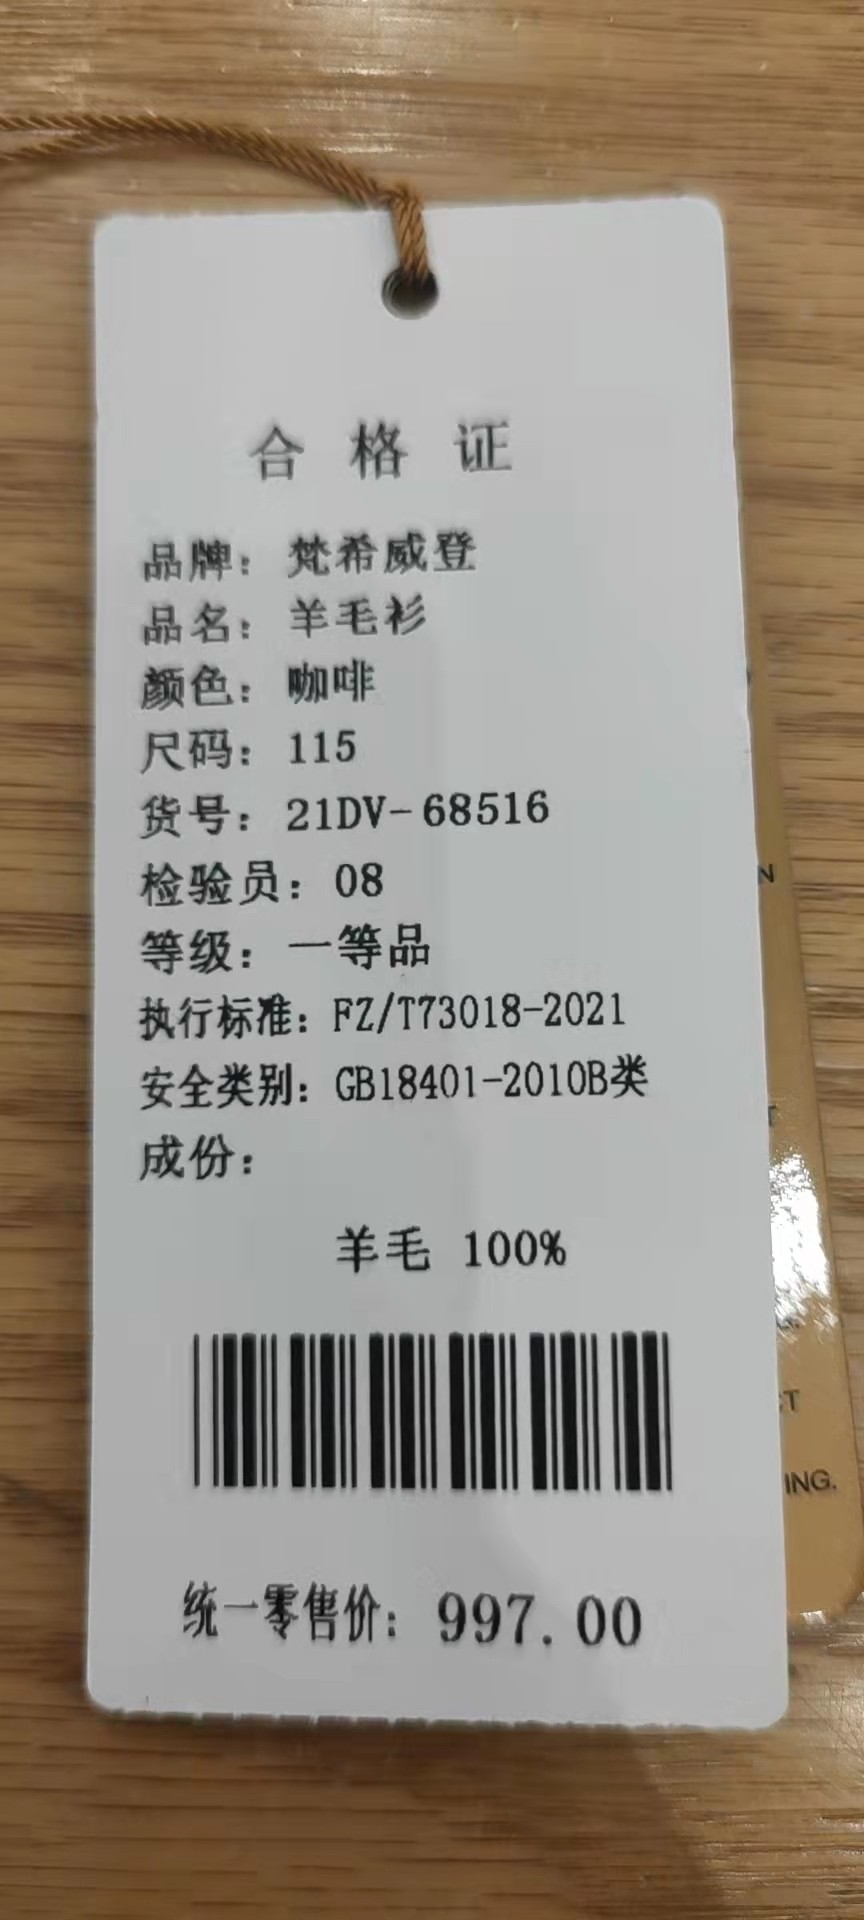 合格证
品牌：梵希威登
品名：羊毛衫
颜色：咖啡
尺码：115
货号：21DV-68516
检验员：08
等级：一等品
执行标准：FZ/T73018-2021
安全类别：GB18401-2010B类
成份：
羊毛 100%
统一零售价：997.00
N
T
CT
ING.